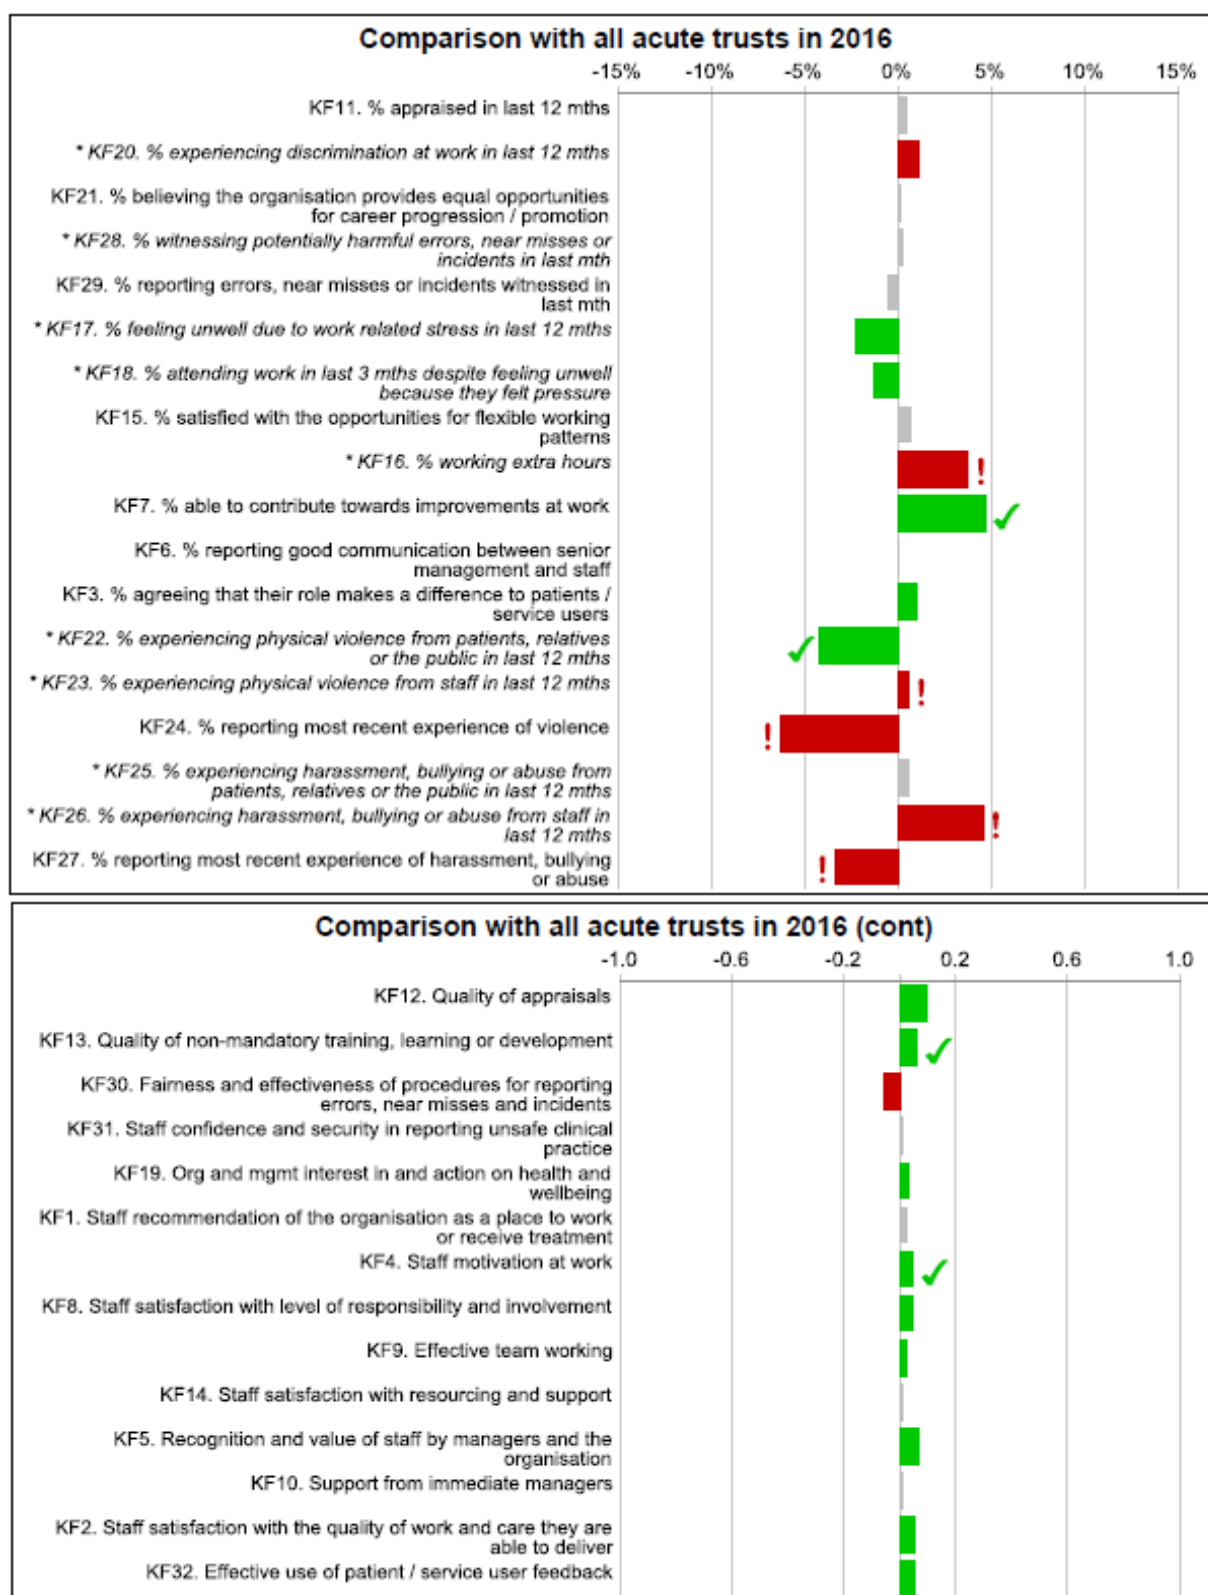 Comparison with all acute trusts in 2016
-15% -10% -5% 0% 5% 10% 15%
KF11. % appraised in last 12 mths
* KF20. % experiencing discrimination at work in last 12 mths
KF21. % believing the organisation provides equal opportunities
for career progression / promotion
* KF28. % witnessing potentially harmful errors, near misses or
incidents in last mth
KF29. % reporting errors, near misses or incidents witnessed in
last mth
* KF17. % feeling unwell due to work related stress in last 12 mths
* KF18. % attending work in last 3 mths despite feeling unwell
because they felt pressure
KF15. % satisfied with the opportunities for flexible working
patterns
* KF16. % working extra hours
!
KF7. % able to contribute towards improvements at work
✓
KF6. % reporting good communication between senior
management and staff
KF3. % agreeing that their role makes a difference to patients /
service users
* KF22. % experiencing physical violence from patients, relatives
or the public in last 12 mths
✓
* KF23. % experiencing physical violence from staff in last 12 mths
!
KF24. % reporting most recent experience of violence
!
* KF25. % experiencing harassment, bullying or abuse from
patients, relatives or the public in last 12 mths
* KF26. % experiencing harassment, bullying or abuse from staff in
last 12 mths
!
KF27. % reporting most recent experience of harassment, bullying
or abuse
!
Comparison with all acute trusts in 2016 (cont)
-1.0 -0.6 -0.2 0.2 0.6 1.0
KF12. Quality of appraisals
KF13. Quality of non-mandatory training, learning or development
✓
KF30. Fairness and effectiveness of procedures for reporting
errors, near misses and incidents
KF31. Staff confidence and security in reporting unsafe clinical
practice
KF19. Org and mgmt interest in and action on health and
wellbeing
KF1. Staff recommendation of the organisation as a place to work
or receive treatment
KF4. Staff motivation at work
✓
KF8. Staff satisfaction with level of responsibility and involvement
KF9. Effective team working
KF14. Staff satisfaction with resourcing and support
KF5. Recognition and value of staff by managers and the
organisation
KF10. Support from immediate managers
KF2. Staff satisfaction with the quality of work and care they are
able to deliver
KF32. Effective use of patient / service user feedback